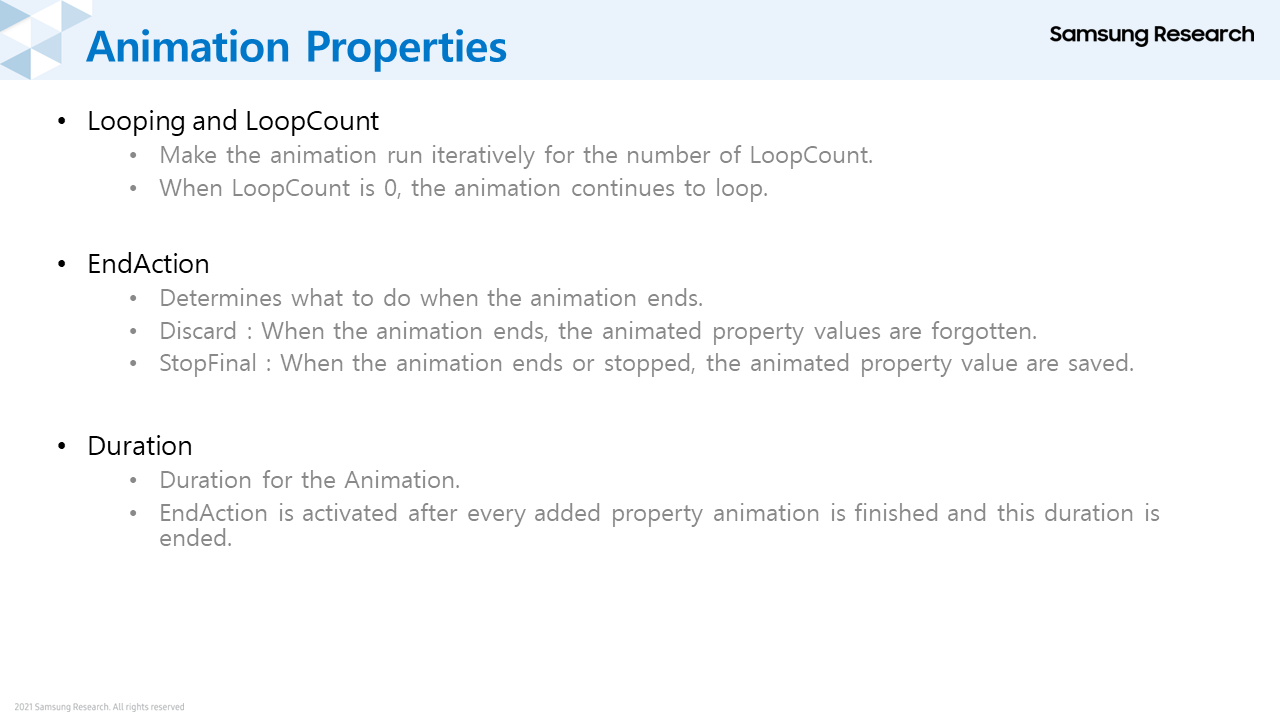 Animation Properties
Samsung Research
• Looping and LoopCount
• Make the animation run iteratively for the number of LoopCount.
• When LoopCount is 0, the animation continues to loop.
• EndAction
• Determines what to do when the animation ends.
• Discard : When the animation ends, the animated property values are forgotten.
• StopFinal : When the animation ends or stopped, the animated property value are saved.
• Duration
• Duration for the Animation.
• EndAction is activated after every added property animation is finished and this duration is
ended.
2021 Samsung Research. All rights reserved